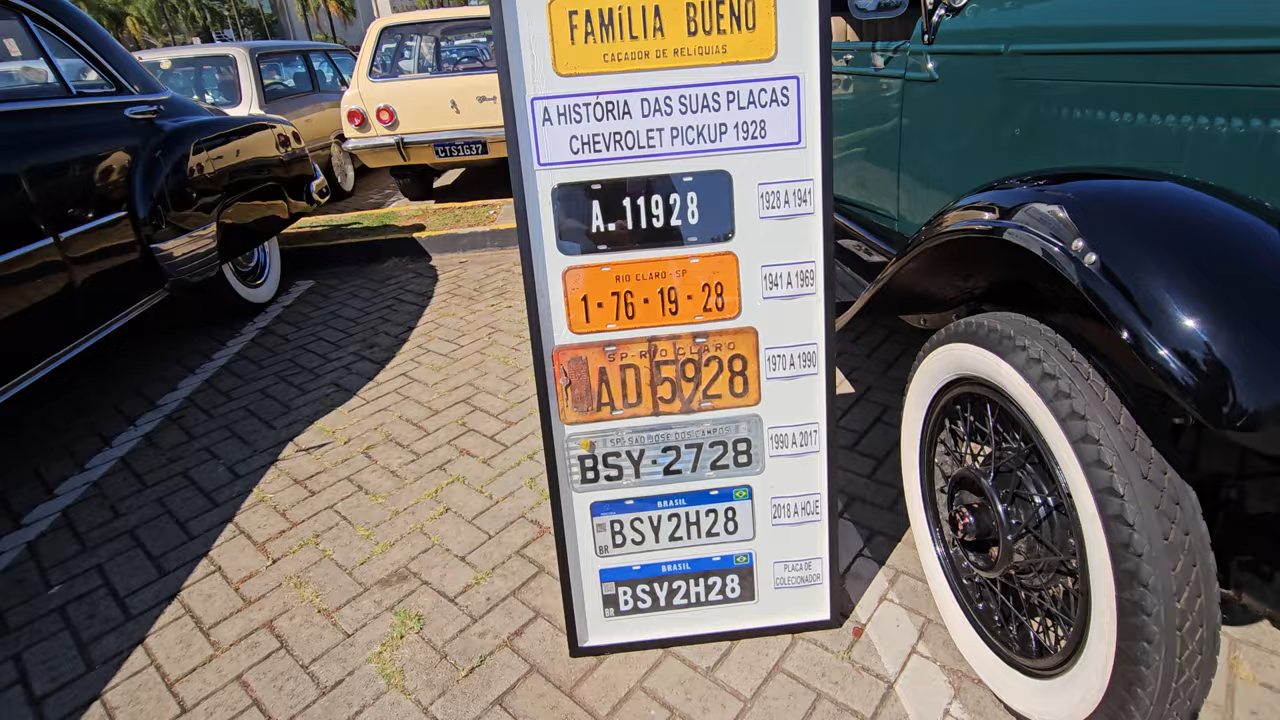 FAMÍLIA BUENO
CAÇADOR DE RELÍQUIAS
A HISTÓRIA DAS SUAS PLACAS
CHEVROLET PICKUP 1928
A.11928
1928 A 1941
RIO CLARO-SP
1-76-19-28
1941 A 1969
SP-RIO CLARO
AD 5928
1970 A 1990
SP-SÃO JOSÉ DOS CAMPOS
BSY-2728
1990 A 2017
BRASIL
BSY2H28
BR
2018 A HOJE
BRASIL
BSY2H28
BR
PLACA DE
COLECIONADOR
CTS1G37